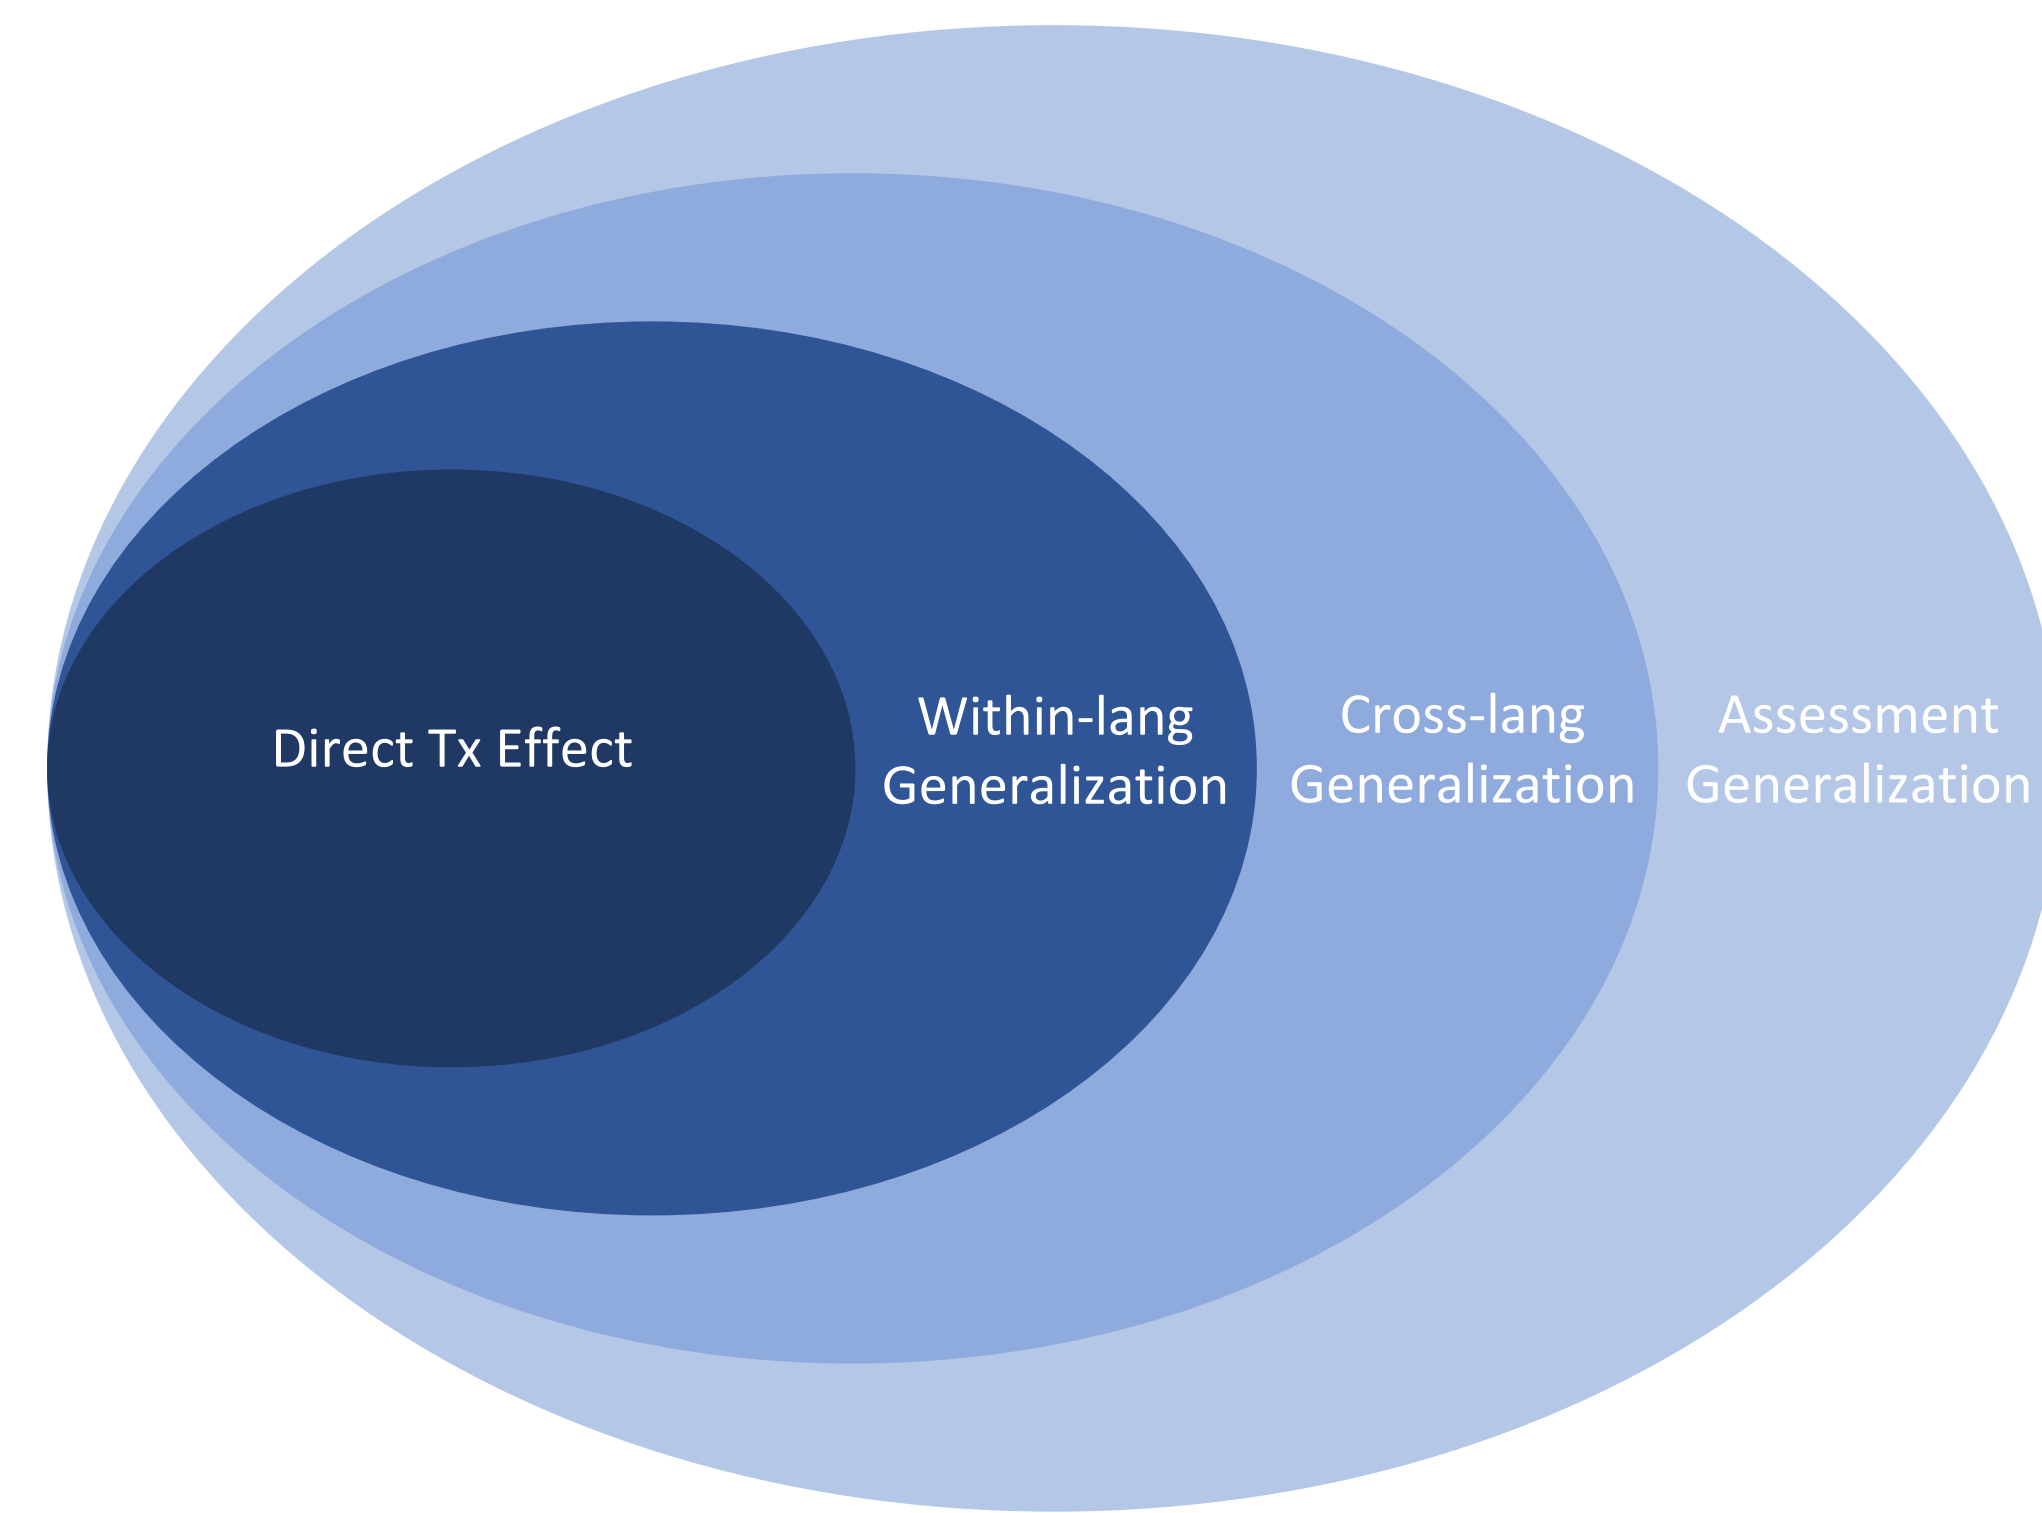 Direct Tx Effect
Within-lang
Generalization
Cross-lang
Generalization
Assessment
Generalization